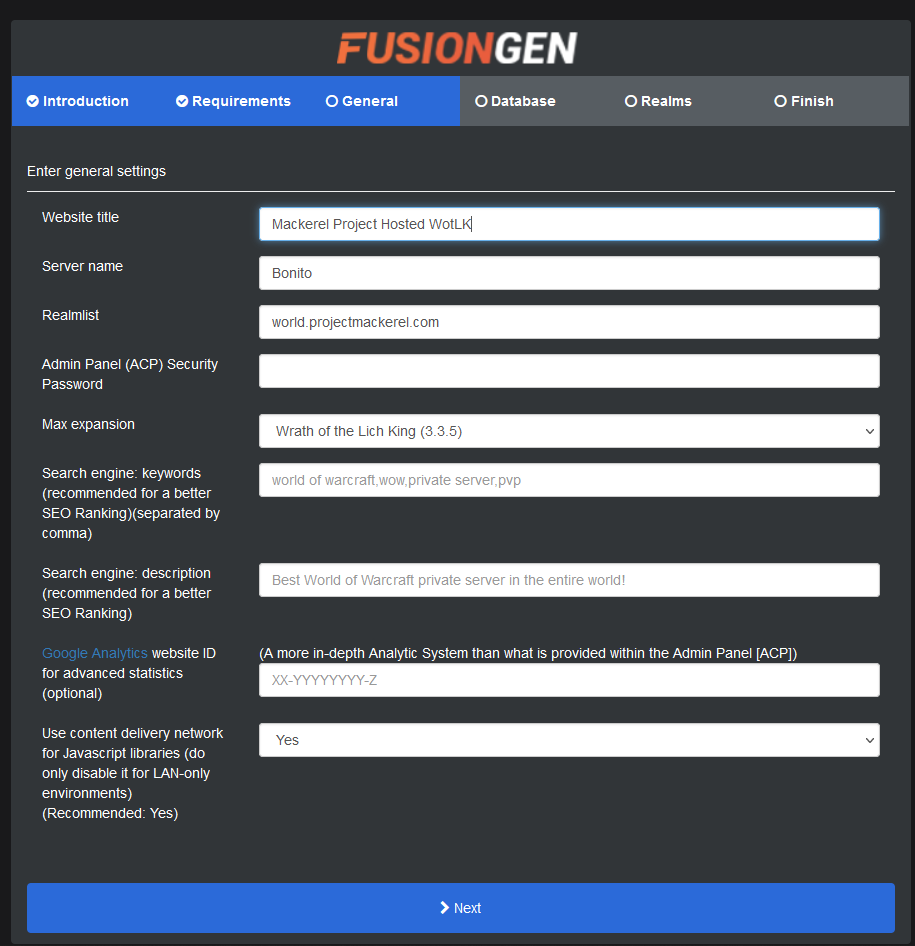 FUSIONGEN
Introduction
Requirements
General
Database
Realms
Finish
Enter general settings
Website title
Mackerel Project Hosted WotLK
Server name
Bonito
Realmlist
world.projectmackerel.com
Admin Panel (ACP) Security
Password
Max expansion
Wrath of the Lich King (3.3.5)
Search engine: keywords
(recommended for a better
SEO Ranking)(separated by
comma)
world of warcraft,wow,private server,pvp
Search engine: description
(recommended for a better
SEO Ranking)
Best World of Warcraft private server in the entire world!
Google Analytics website ID
for advanced statistics
(optional)
(A more in-depth Analytic System than what is provided within the Admin Panel [ACP])
XX-YYYYYYYY-Z
Use content delivery network
for Javascript libraries (do
only disable it for LAN-only
environments)
(Recommended: Yes)
Yes
Next